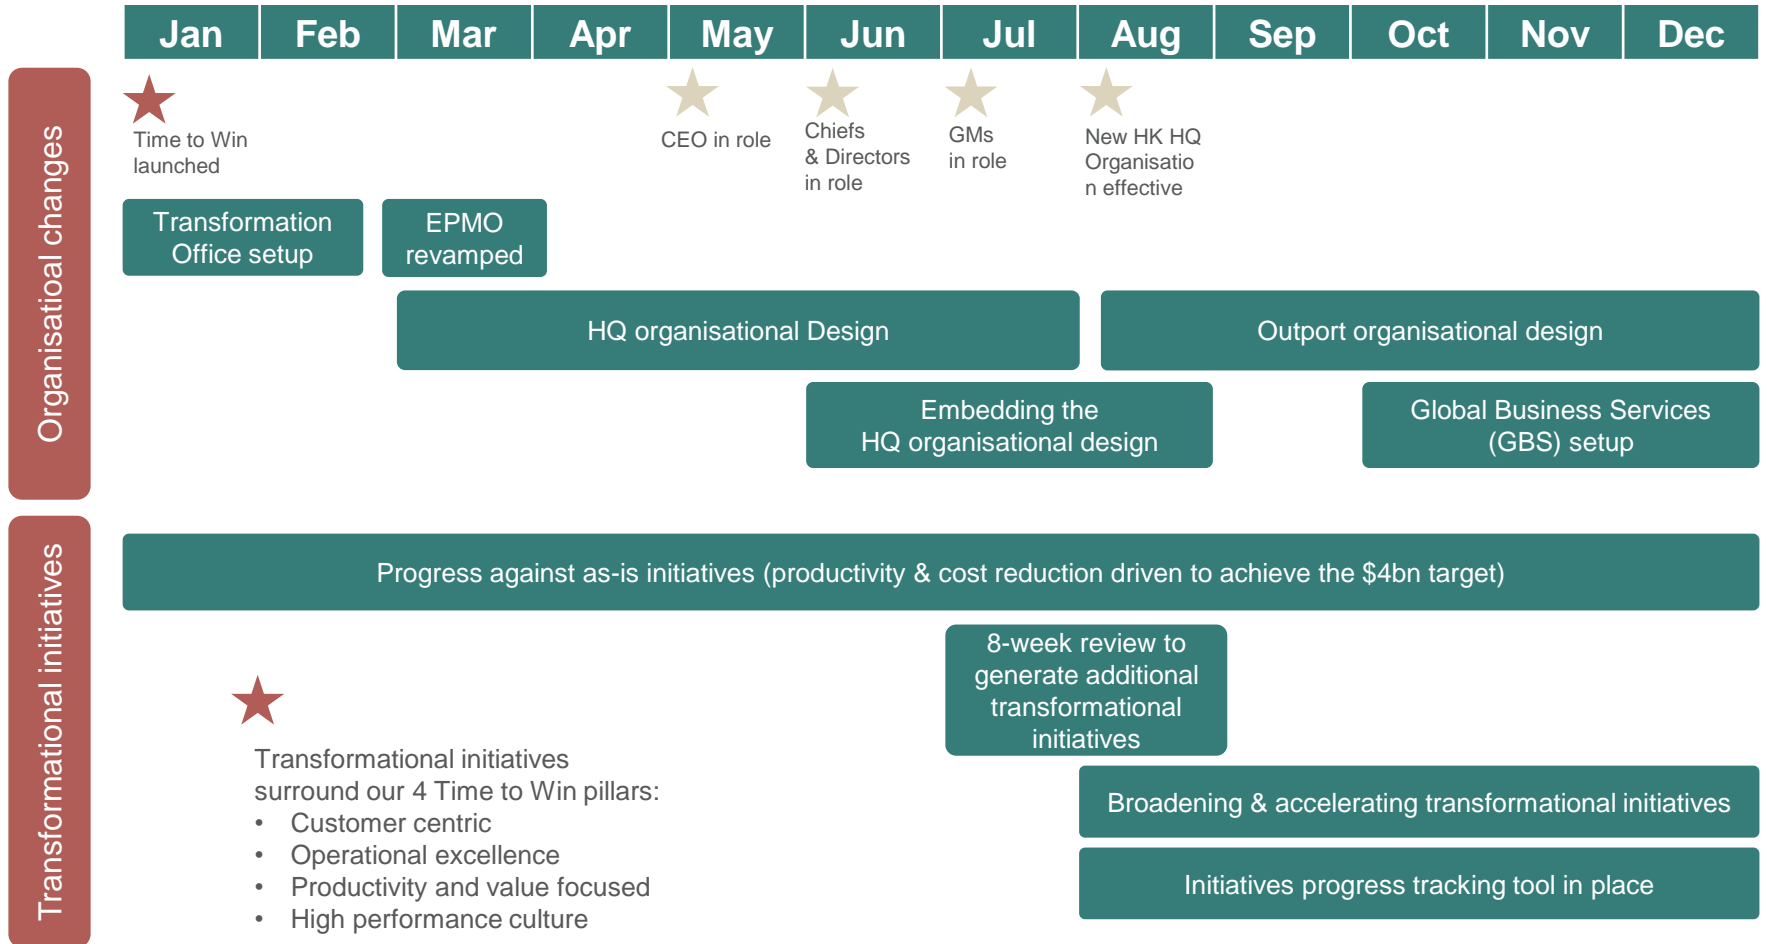 Jan Feb Mar Apr May Jun Jul Aug Sep Oct Nov Dec
Organisatioal changes
Time to Win
launched
CEO in role
Chiefs
& Directors
in role
GMs
in role
New HK HQ
Organisatio
n effective
Transformation
Office setup
EPMO
revamped
HQ organisational Design
Outport organisational design
Embedding the
HQ organisational design
Global Business Services
(GBS) setup
Transformational initiatives
Progress against as-is initiatives (productivity & cost reduction driven to achieve the $4bn target)
8-week review to
generate additional
transformational
initiatives
Transformational initiatives
surround our 4 Time to Win pillars:
• Customer centric
• Operational excellence
• Productivity and value focused
• High performance culture
Broadening & accelerating transformational initiatives
Initiatives progress tracking tool in place